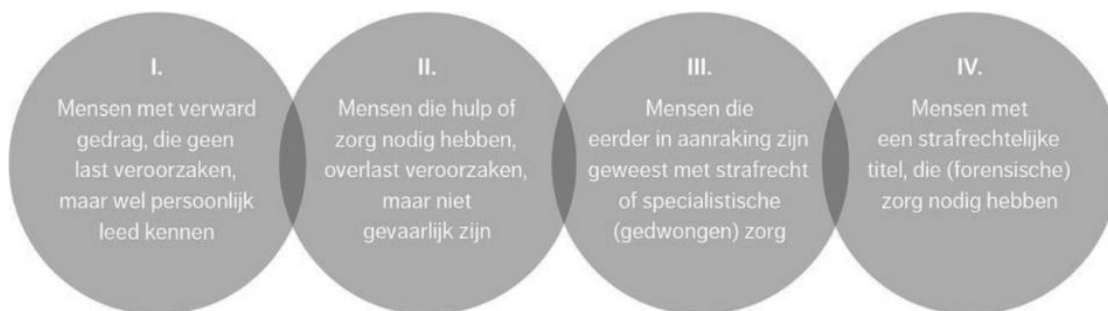 I.
Mensen met verward
gedrag, die geen
last veroorzaken,
maar wel persoonlijk
leed kennen
II.
Mensen die hulp of
zorg nodig hebben,
overlast veroorzaken,
maar niet
gevaarlijk zijn
III.
Mensen die
eerder in aanraking zijn
geweest met strafrecht
of specialistische
(gedwongen) zorg
IV.
Mensen met
een strafrechtelijke
titel, die (forensische)
zorg nodig hebben